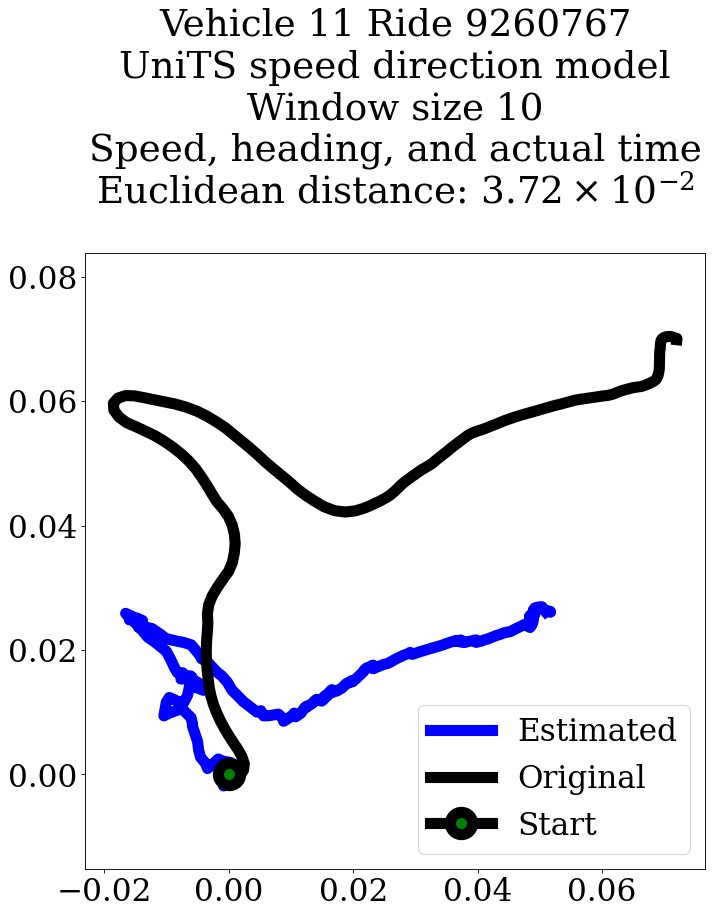 Vehicle 11 Ride 9260767
UniTS speed direction model
Window size 10
Speed, heading, and actual time
Euclidean distance: 3.72 × 10⁻²
0.08
0.06
0.04
0.02
0.00
Estimated
Original
Start
−0.02 0.00 0.02 0.04 0.06